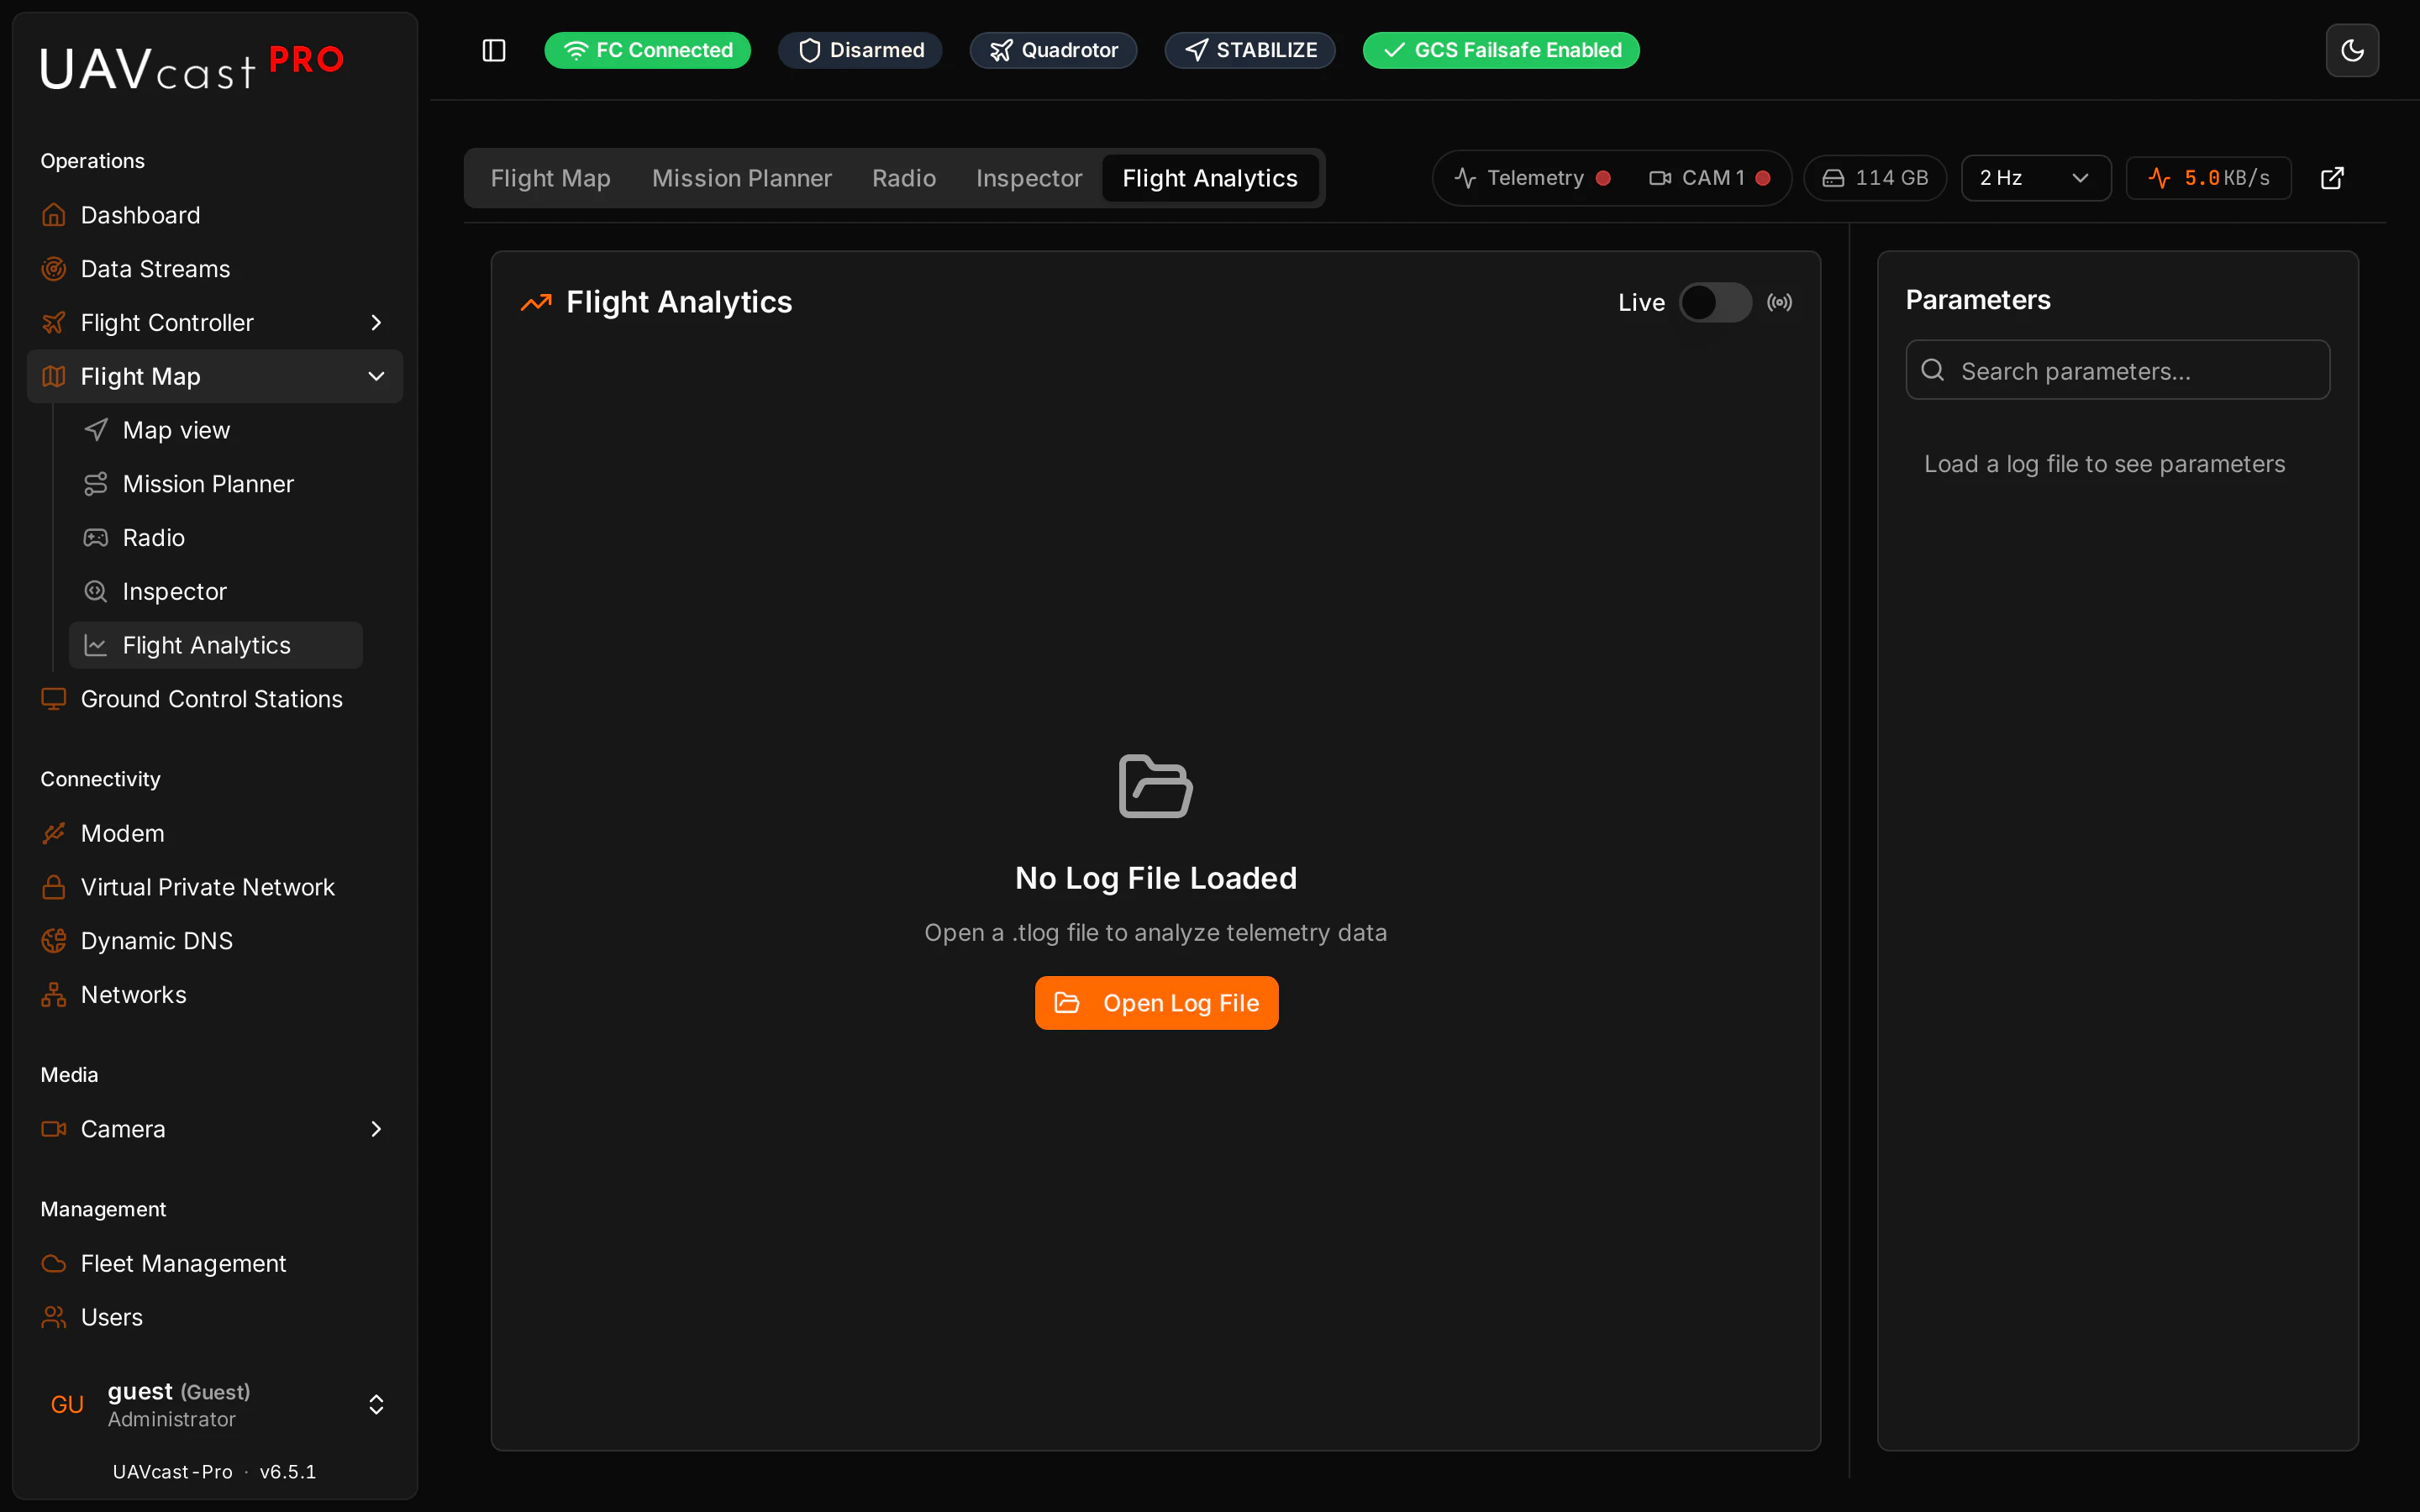 UAVcast PRO
Operations
Dashboard
Data Streams
Flight Controller
Flight Map
Map view
Mission Planner
Radio
Inspector
Flight Analytics
Ground Control Stations
Connectivity
Modem
Virtual Private Network
Dynamic DNS
Networks
Media
Camera
Management
Fleet Management
Users
GU
guest (Guest)
Administrator
UAVcast-Pro · v6.5.1
FC Connected Disarmed Quadrotor STABILIZE GCS Failsafe Enabled
Flight Map Mission Planner Radio Inspector Flight Analytics Telemetry CAM 1 114 GB 2 Hz 5.0 KB/s
Flight Analytics Live
No Log File Loaded
Open a .tlog file to analyze telemetry data
Open Log File
Parameters
Search parameters...
Load a log file to see parameters